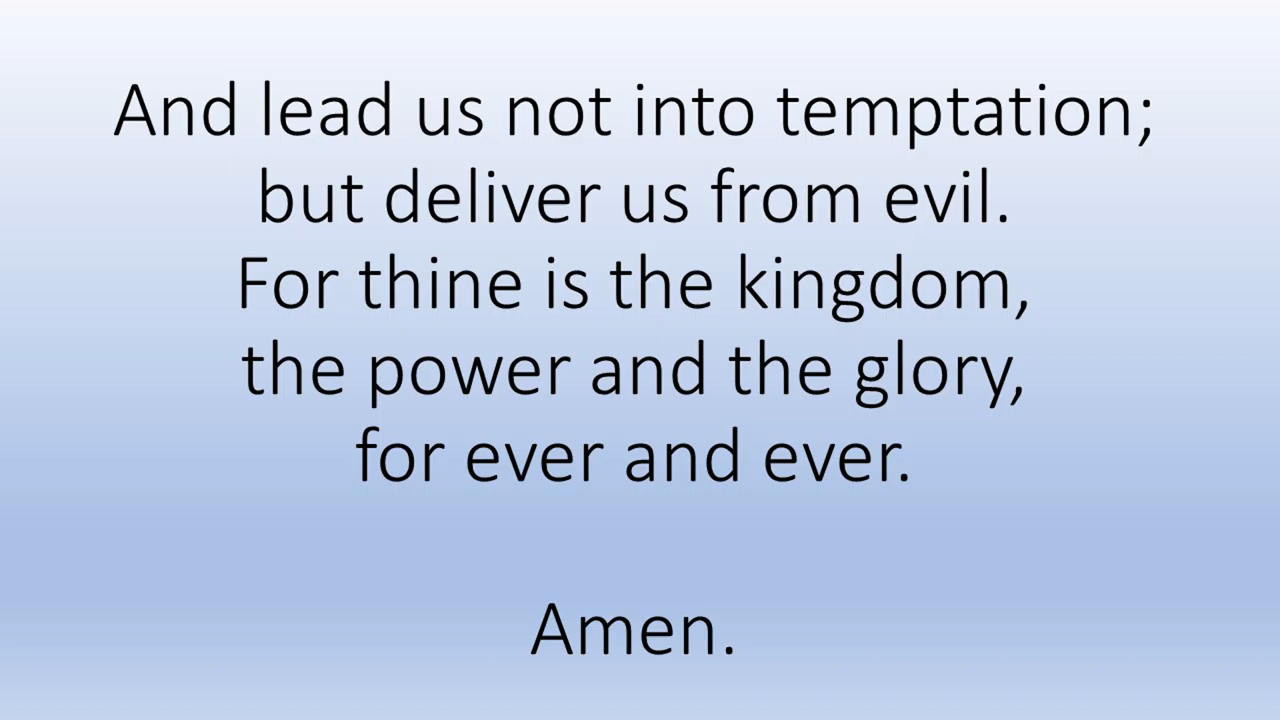 And lead us not into temptation;
but deliver us from evil.
For thine is the kingdom,
the power and the glory,
for ever and ever.
Amen.